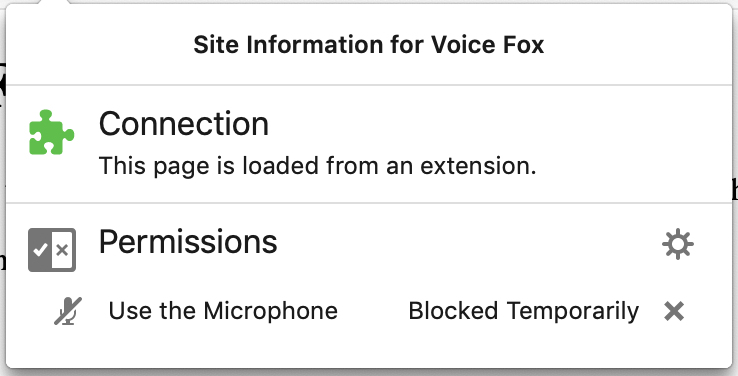 Site Information for Voice Fox
Connection
This page is loaded from an extension.
Permissions
Use the Microphone Blocked Temporarily